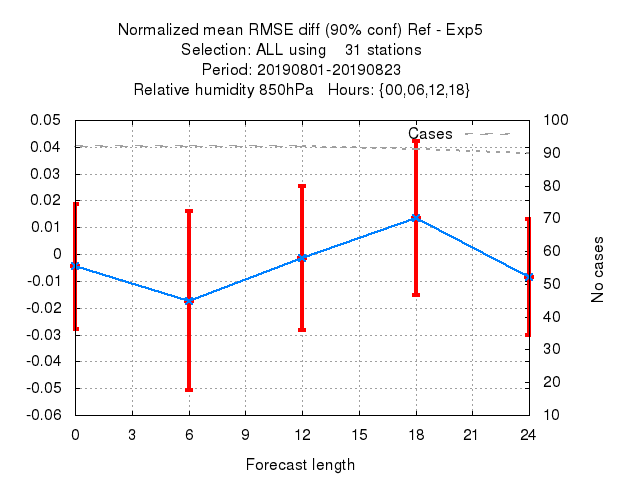 Normalized mean RMSE diff (90% conf) Ref - Exp5
Selection: ALL using 31 stations
Period: 20190801-20190823
Relative humidity 850hPa Hours: {00,06,12,18}
Cases
0.05
0.04
0.03
0.02
0.01
0
-0.01
-0.02
-0.03
-0.04
-0.05
-0.06
100
90
80
70
60
50
40
30
20
10
No cases
0 3 6 9 12 15 18 21 24
Forecast length